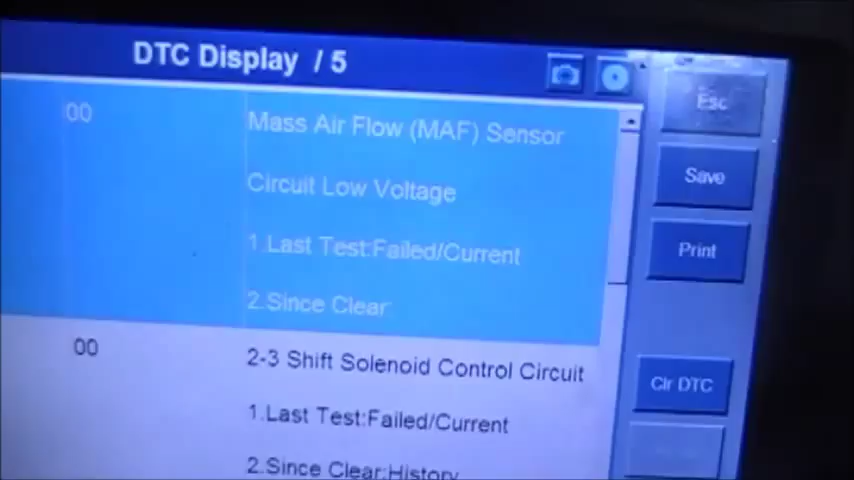 DTC Display / 5
Esc
00
Mass Air Flow (MAF) Sensor
Circuit Low Voltage
Save
1.Last Test:Failed/Current
Print
2.Since Clear:
00
2-3 Shift Solenoid Control Circuit
Clr DTC
1.Last Test:Failed/Current
2.Since Clear:History